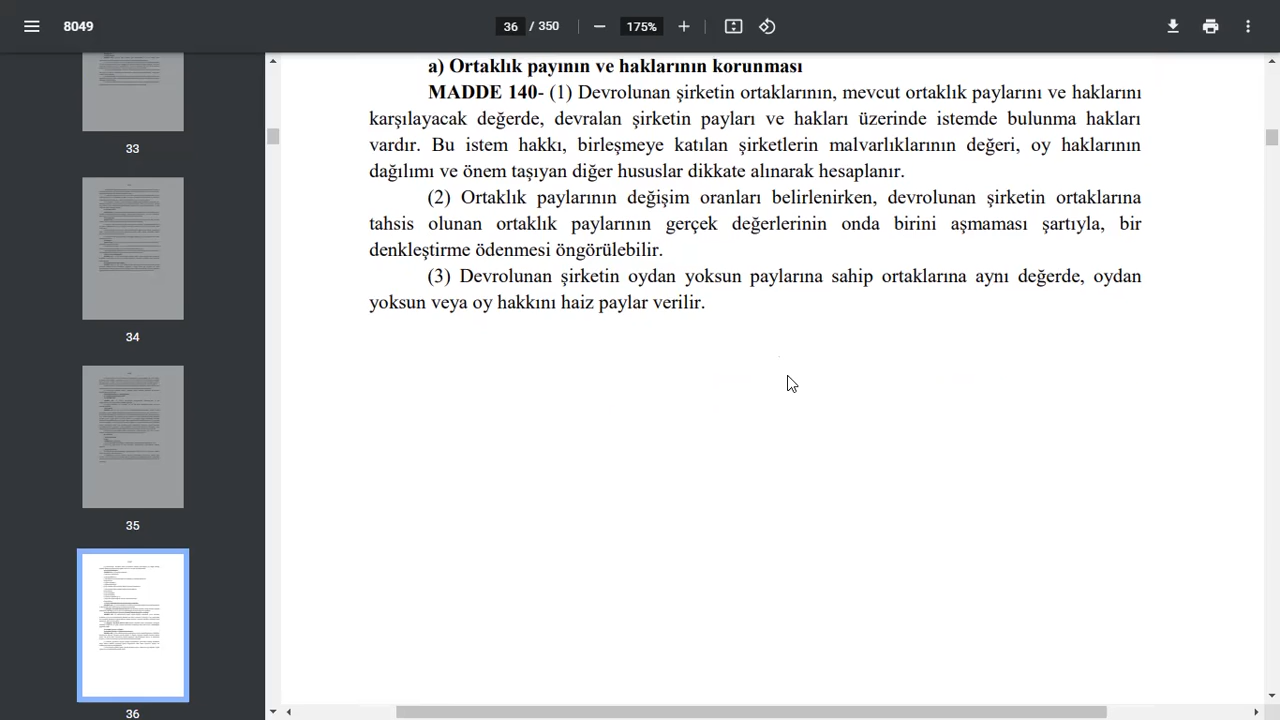 8049
36 / 350
175%
33
34
35
36
a) Ortaklık payının ve haklarının korunması
MADDE 140- (1) Devrolunan şirketin ortaklarının, mevcut ortaklık paylarını ve haklarını
karşılayacak değerde, devralan şirketin payları ve hakları üzerinde istemde bulunma hakları
vardır. Bu istem hakkı, birleşmeye katılan şirketlerin malvarlıklarının değeri, oy haklarının
dağılımı ve önem taşıyan diğer hususlar dikkate alınarak hesaplanır.
(2) Ortaklık paylarının değişim oranları belirlenirken, devrolunan şirketin ortaklarına
tahsis olunan ortaklık paylarının gerçek değerlerinin onda birini aşmaması şartıyla, bir
denkleştirme ödenmesi öngörülebilir.
(3) Devrolunan şirketin oydan yoksun paylarına sahip ortaklarına aynı değerde, oydan
yoksun veya oy hakkını haiz paylar verilir.